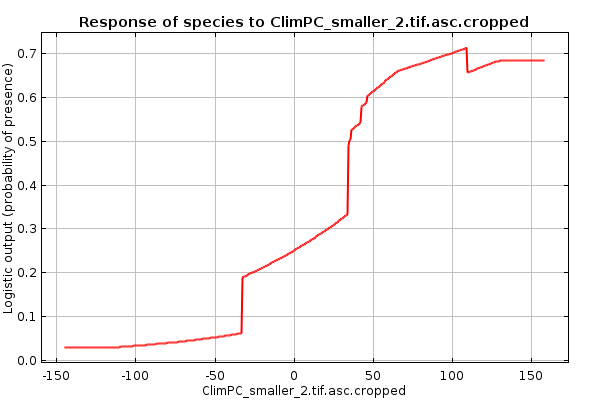 Response of species to ClimPC_smaller_2.tif.asc.cropped
Logistic output (probability of presence)
0.7
0.6
0.5
0.4
0.3
0.2
0.1
0.0
-150 -100 -50 0 50 100 150
ClimPC_smaller_2.tif.asc.cropped